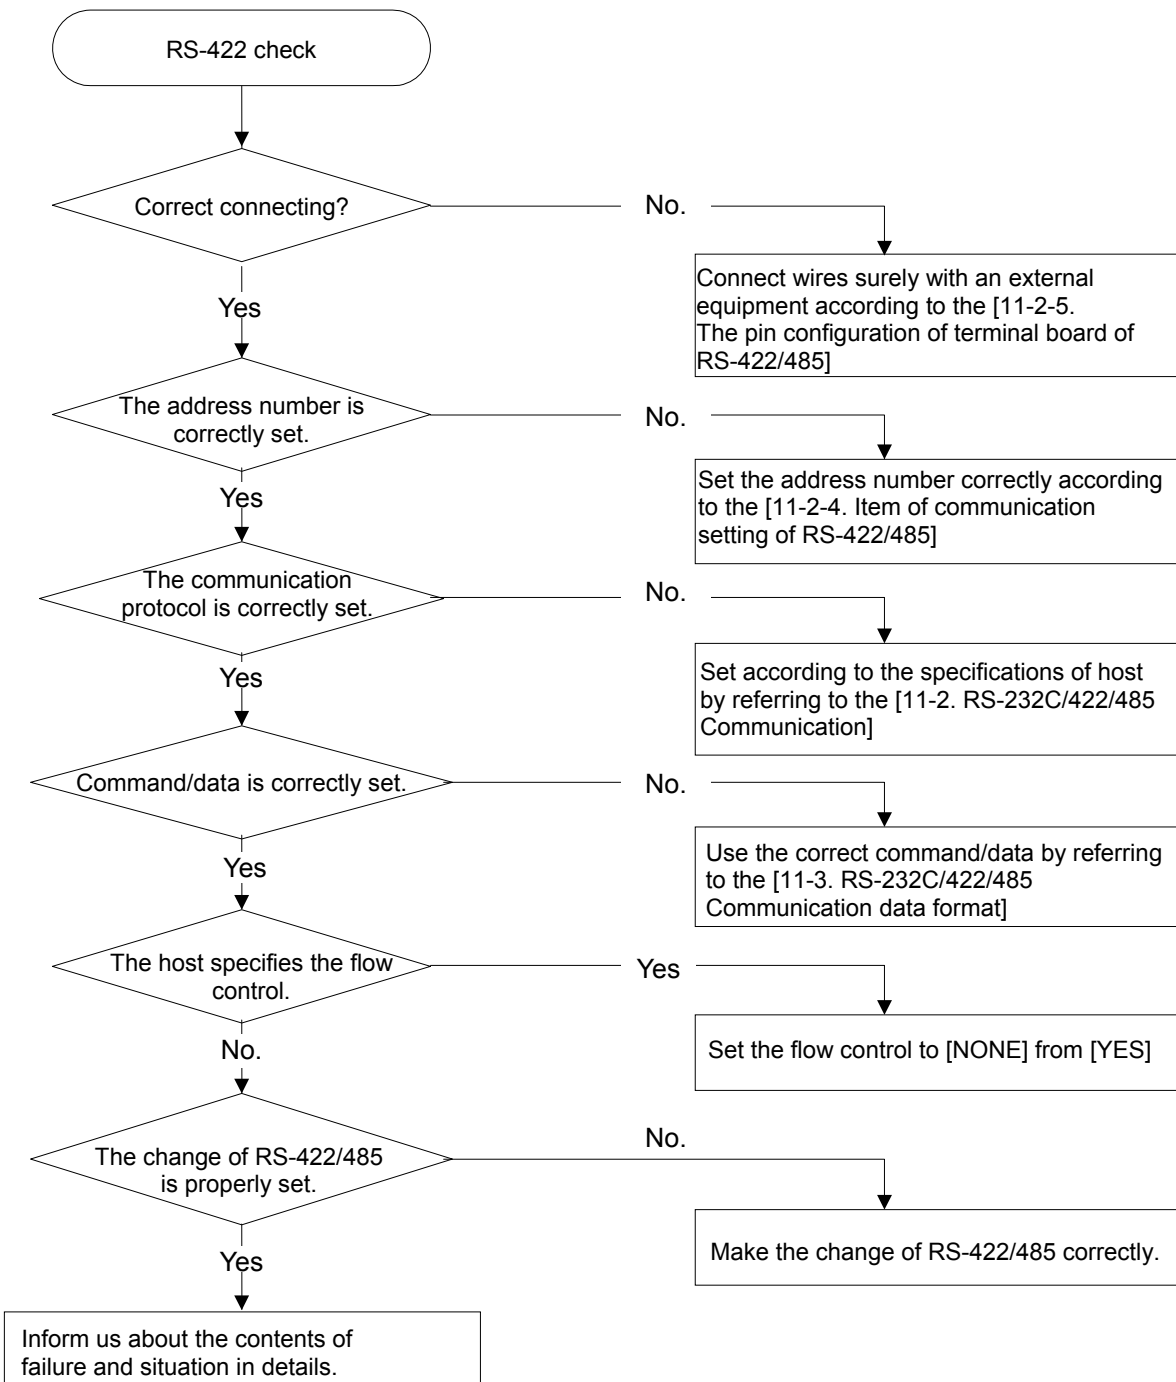 RS-422 check
Correct connecting?
No.
Connect wires surely with an external
equipment according to the [11-2-5.
The pin configuration of terminal board of
RS-422/485]
Yes
The address number is
correctly set.
No.
Set the address number correctly according
to the [11-2-4. Item of communication
setting of RS-422/485]
Yes
The communication
protocol is correctly set.
No.
Set according to the specifications of host
by referring to the [11-2. RS-232C/422/485
Communication]
Yes
Command/data is correctly set.
No.
Use the correct command/data by referring
to the [11-3. RS-232C/422/485
Communication data format]
Yes
The host specifies the flow
control.
Yes
Set the flow control to [NONE] from [YES]
No.
The change of RS-422/485
is properly set.
No.
Make the change of RS-422/485 correctly.
Yes
Inform us about the contents of
failure and situation in details.